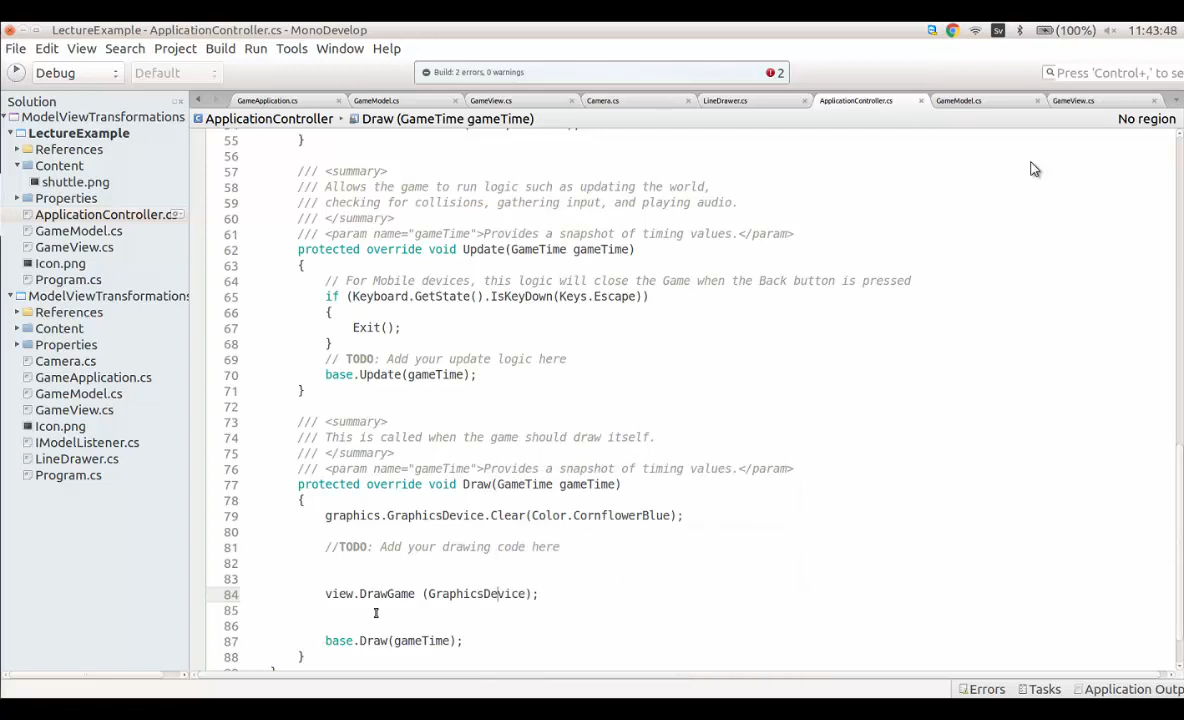 LectureExample - ApplicationController.cs - MonoDevelop
Sv
(100%)
11:43:48
File Edit View Search Project Build Run Tools Window Help
Debug
Default
Build: 2 errors, 0 warnings
2
Press 'Control+,' to se
Solution
GameApplication.cs
GameModel.cs
GameView.cs
Camera.cs
LineDrawer.cs
ApplicationController.cs
GameModel.cs
GameView.cs
ApplicationController
Draw (GameTime gameTime)
No region
ModelViewTransformations
LectureExample
References
Content
shuttle.png
Properties
ApplicationController.cs
GameModel.cs
GameView.cs
Icon.png
Program.cs
ModelViewTransformations
References
Content
Properties
Camera.cs
GameApplication.cs
GameModel.cs
GameView.cs
Icon.png
IModelListener.cs
LineDrawer.cs
Program.cs
55 }
56
57 /// <summary>
58 /// Allows the game to run logic such as updating the world,
59 /// checking for collisions, gathering input, and playing audio.
60 /// </summary>
61 /// <param name="gameTime">Provides a snapshot of timing values.</param>
62 protected override void Update(GameTime gameTime)
63 {
64 // For Mobile devices, this logic will close the Game when the Back button is pressed
65 if (Keyboard.GetState().IsKeyDown(Keys.Escape))
66 {
67 Exit();
68 }
69 // TODO: Add your update logic here
70 base.Update(gameTime);
71 }
72
73 /// <summary>
74 /// This is called when the game should draw itself.
75 /// </summary>
76 /// <param name="gameTime">Provides a snapshot of timing values.</param>
77 protected override void Draw(GameTime gameTime)
78 {
79 graphics.GraphicsDevice.Clear(Color.CornflowerBlue);
80
81 //TODO: Add your drawing code here
82
83
84 view.DrawGame (GraphicsDevice);
85
86
87 base.Draw(gameTime);
88 }
Errors
Tasks
Application Outp